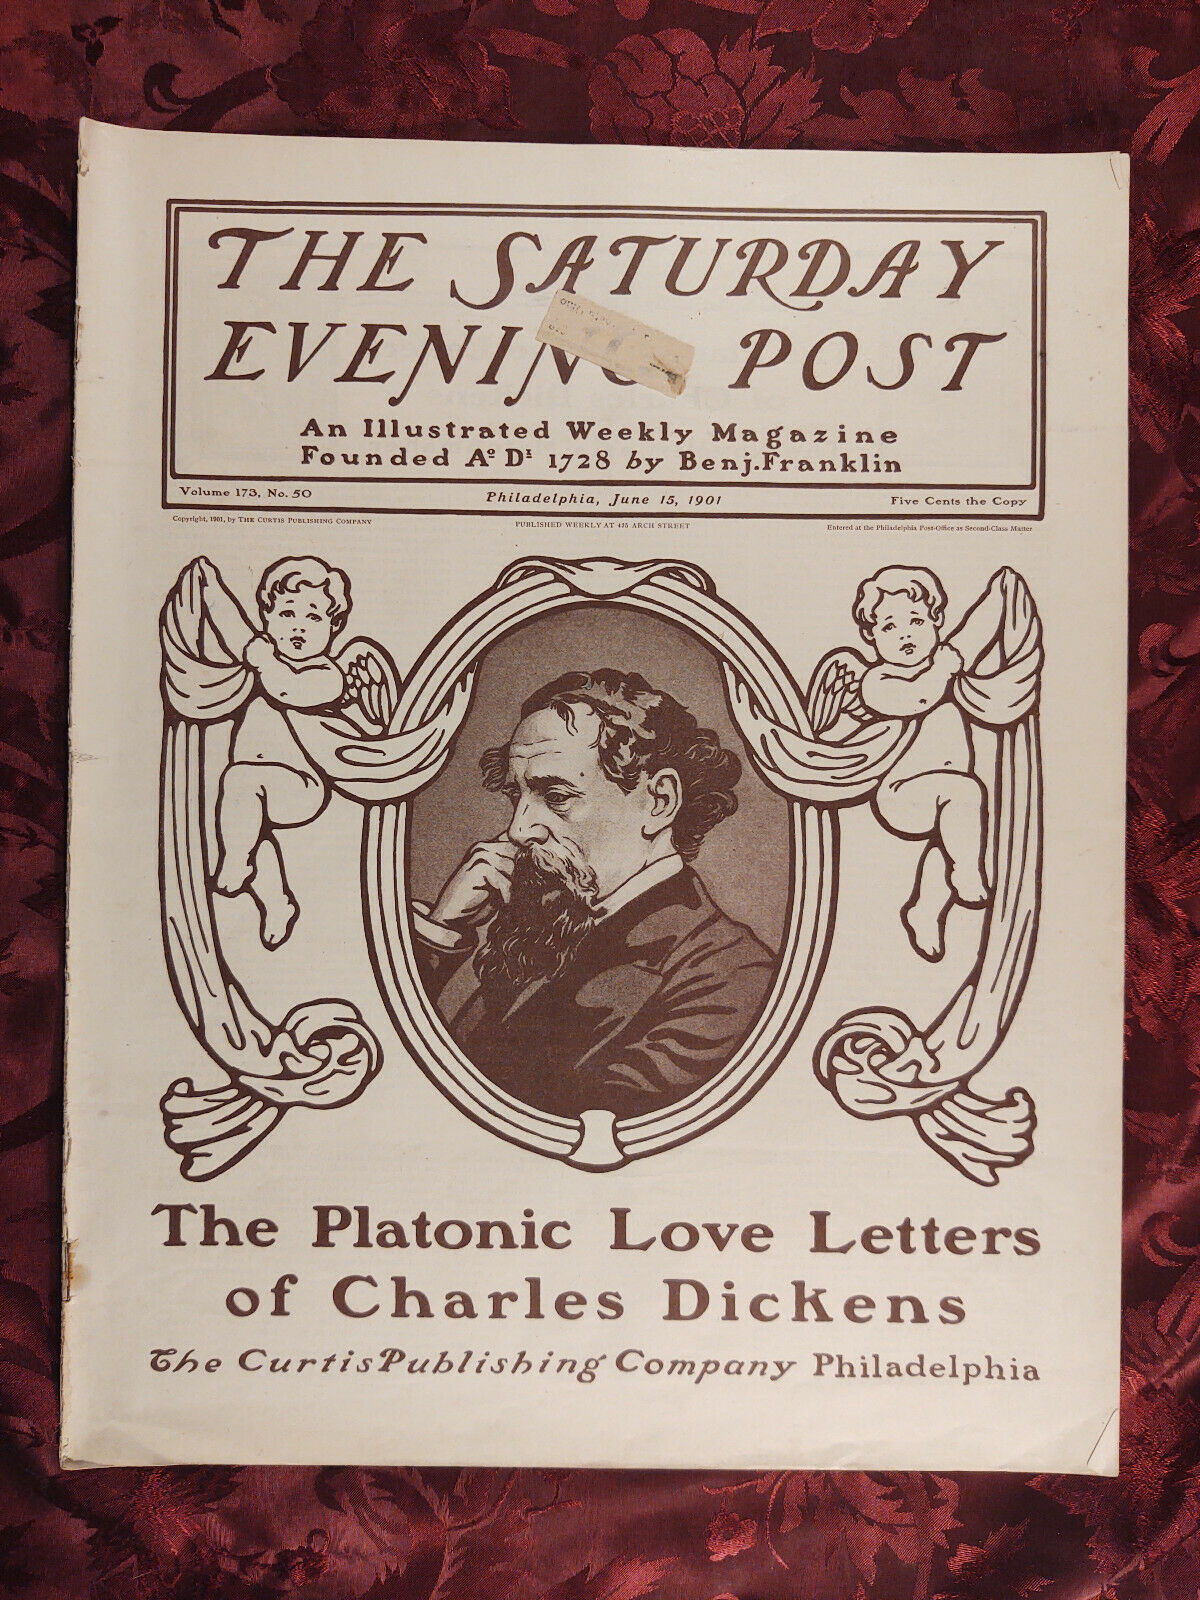 THE SATURDAY
EVENING POST
An Illustrated Weekly Magazine
Founded Aº Dⁱ 1728 by Benj. Franklin
Volume 173, No. 50
Philadelphia, June 15, 1901
Five Cents the Copy
Copyright, 1901, by THE CURTIS PUBLISHING COMPANY
PUBLISHED WEEKLY AT 425 ARCH STREET
Entered at the Philadelphia Post-Office as Second-Class Matter
The Platonic Love Letters
of Charles Dickens
The Curtis Publishing Company Philadelphia